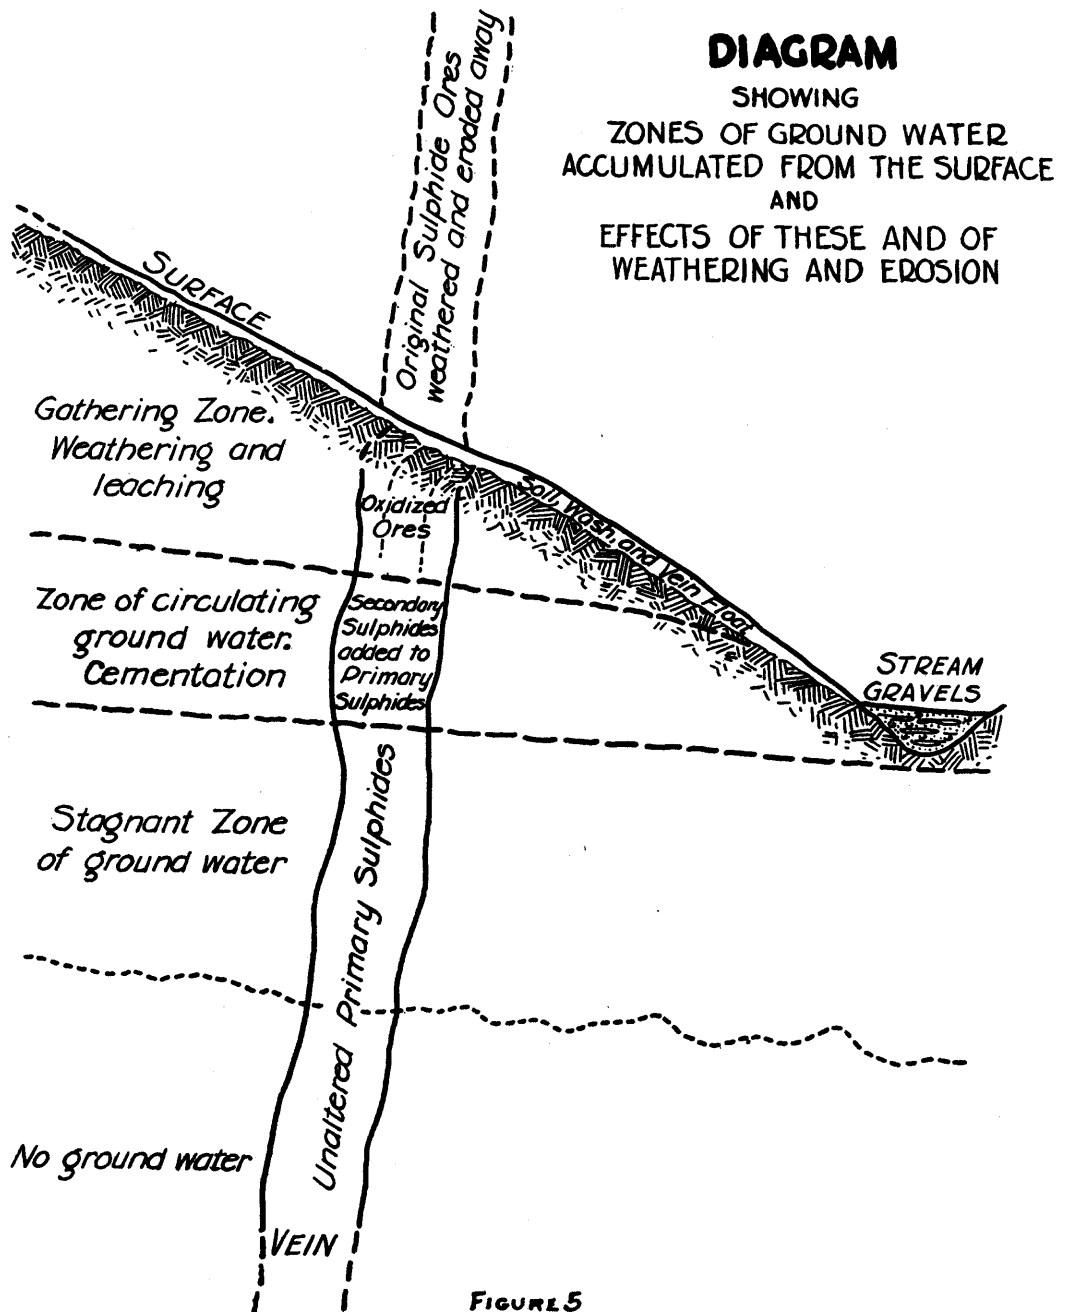 DIAGRAM
SHOWING
ZONES OF GROUND WATER
ACCUMULATED FROM THE SURFACE
AND
EFFECTS OF THESE AND OF
WEATHERING AND EROSION
Original Sulphide Ores
weathered and eroded away
SURFACE
Gathering Zone.
Weathering and
leaching
Oxidized
Ores
Soil, Wash and Vein Float
Zone of circulating
ground water.
Cementation
Secondary
Sulphides
added to
Primary
Sulphides
STREAM
GRAVELS
Stagnant Zone
of ground water
Unaltered Primary Sulphides
No ground water
VEIN
FIGURE 5